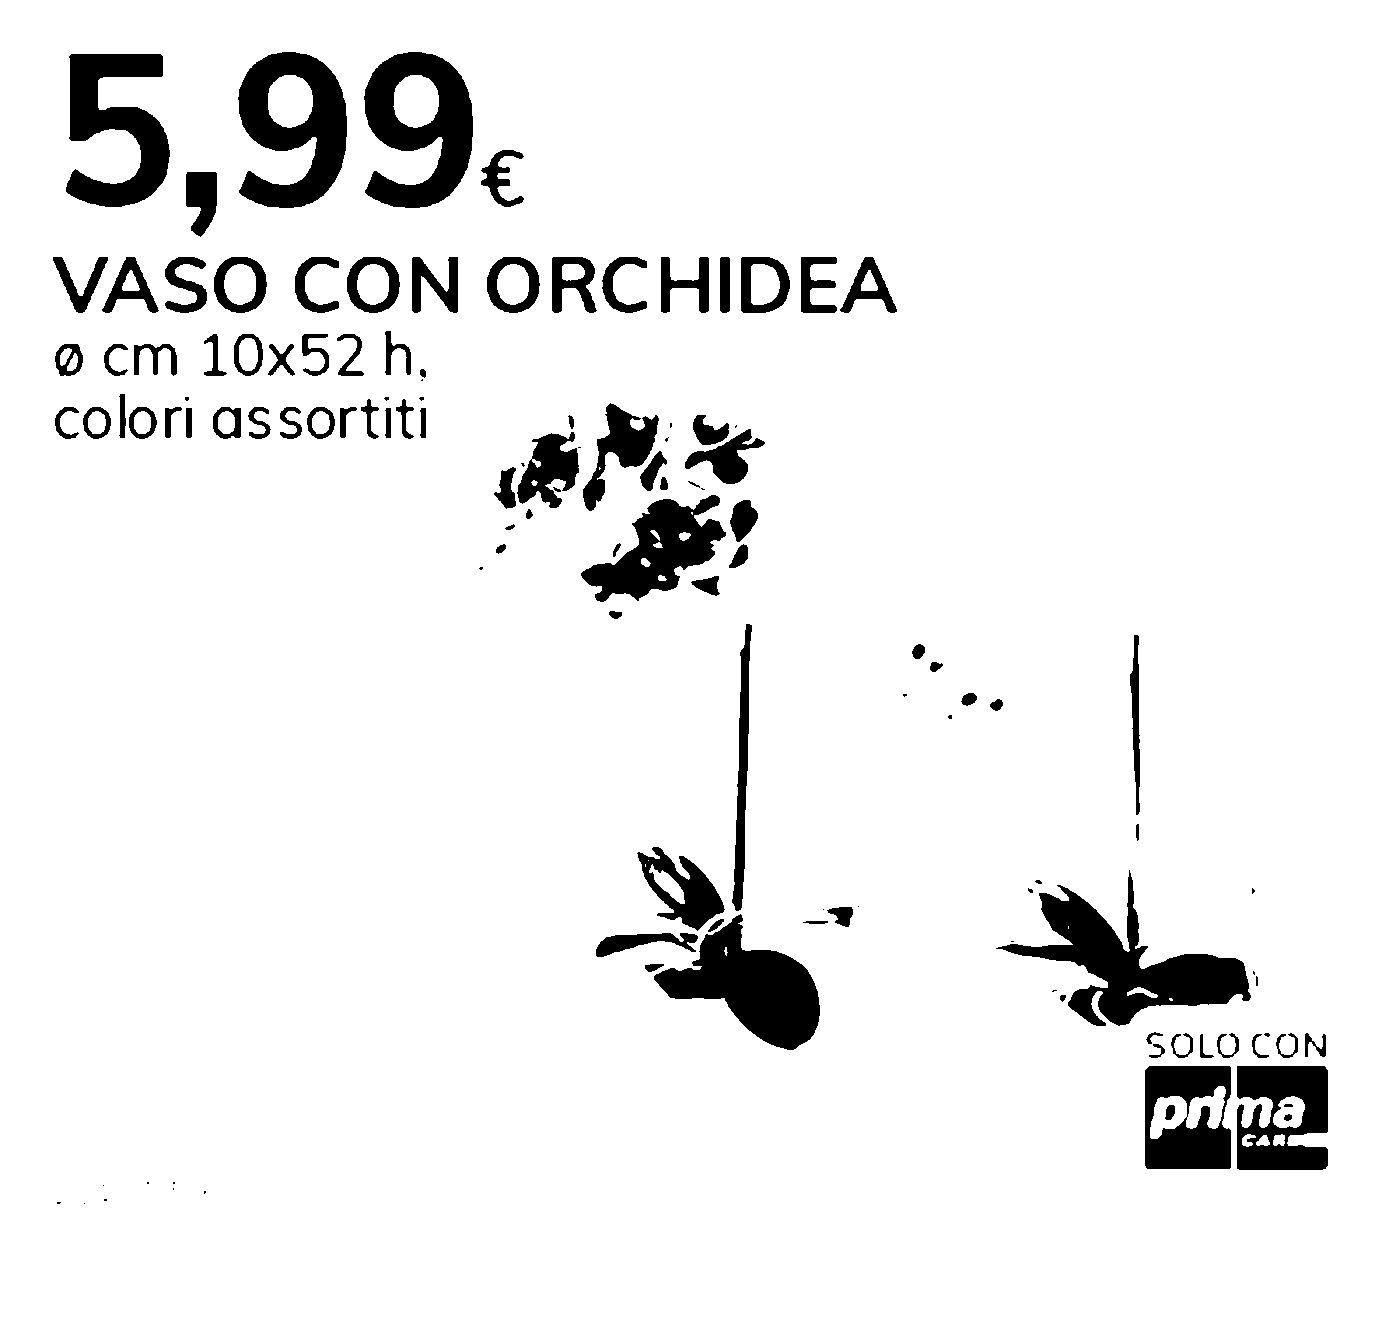 5,99€
VASO CON ORCHIDEA
ø cm 10x52 h,
colori assortiti
SOLO CON
prima